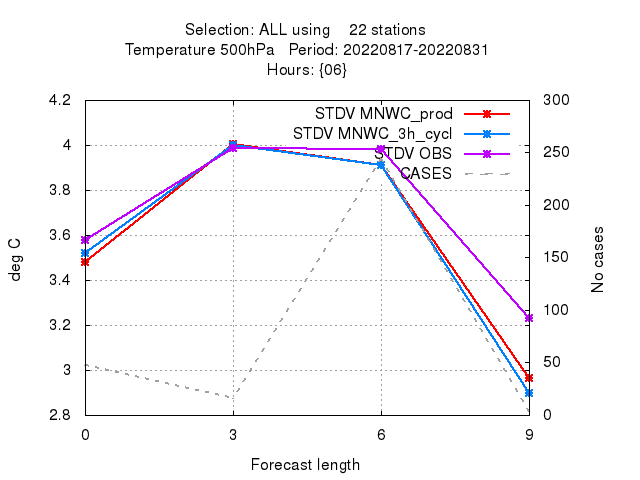 Selection: ALL using 22 stations
Temperature 500hPa Period: 20220817-20220831
Hours: {06}
4.2
4
3.8
3.6
3.4
3.2
3
2.8
deg C
STDV MNWC_prod
STDV MNWC_3h_cycl
STDV OBS
CASES
300
250
200
150
100
50
0
No cases
0 3 6 9
Forecast length